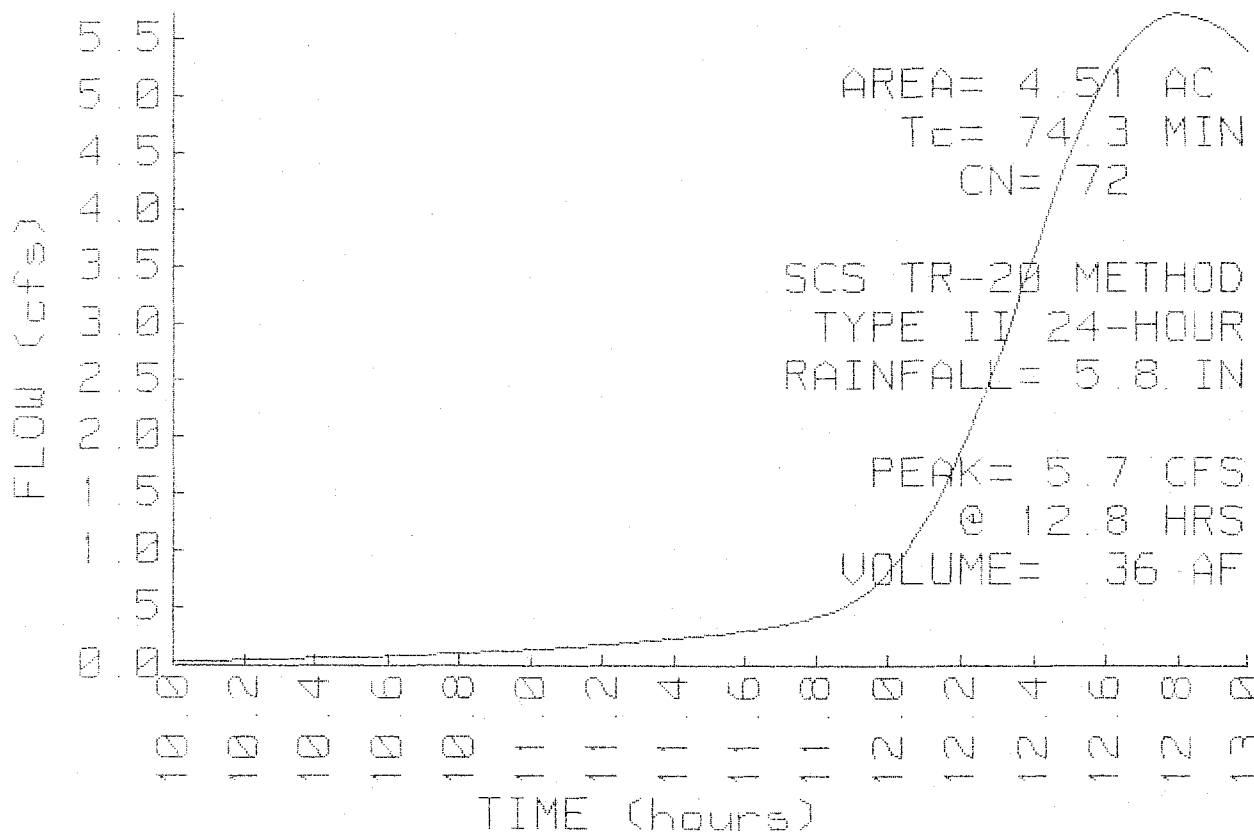 5.5
5.0
4.5
4.0
3.5
3.0
2.5
2.0
1.5
1.0
.5
0.0
FLOW (cfs)
AREA= 4.51 AC
Tc= 74.3 MIN
CN= 72
SCS TR-20 METHOD
TYPE II 24-HOUR
RAINFALL= 5.8 IN
PEAK= 5.7 CFS
@ 12.8 HRS
VOLUME= .36 AF
10.0
10.2
10.4
10.6
10.8
11.0
11.2
11.4
11.6
11.8
12.0
12.2
12.4
12.6
12.8
13.0
TIME (hours)